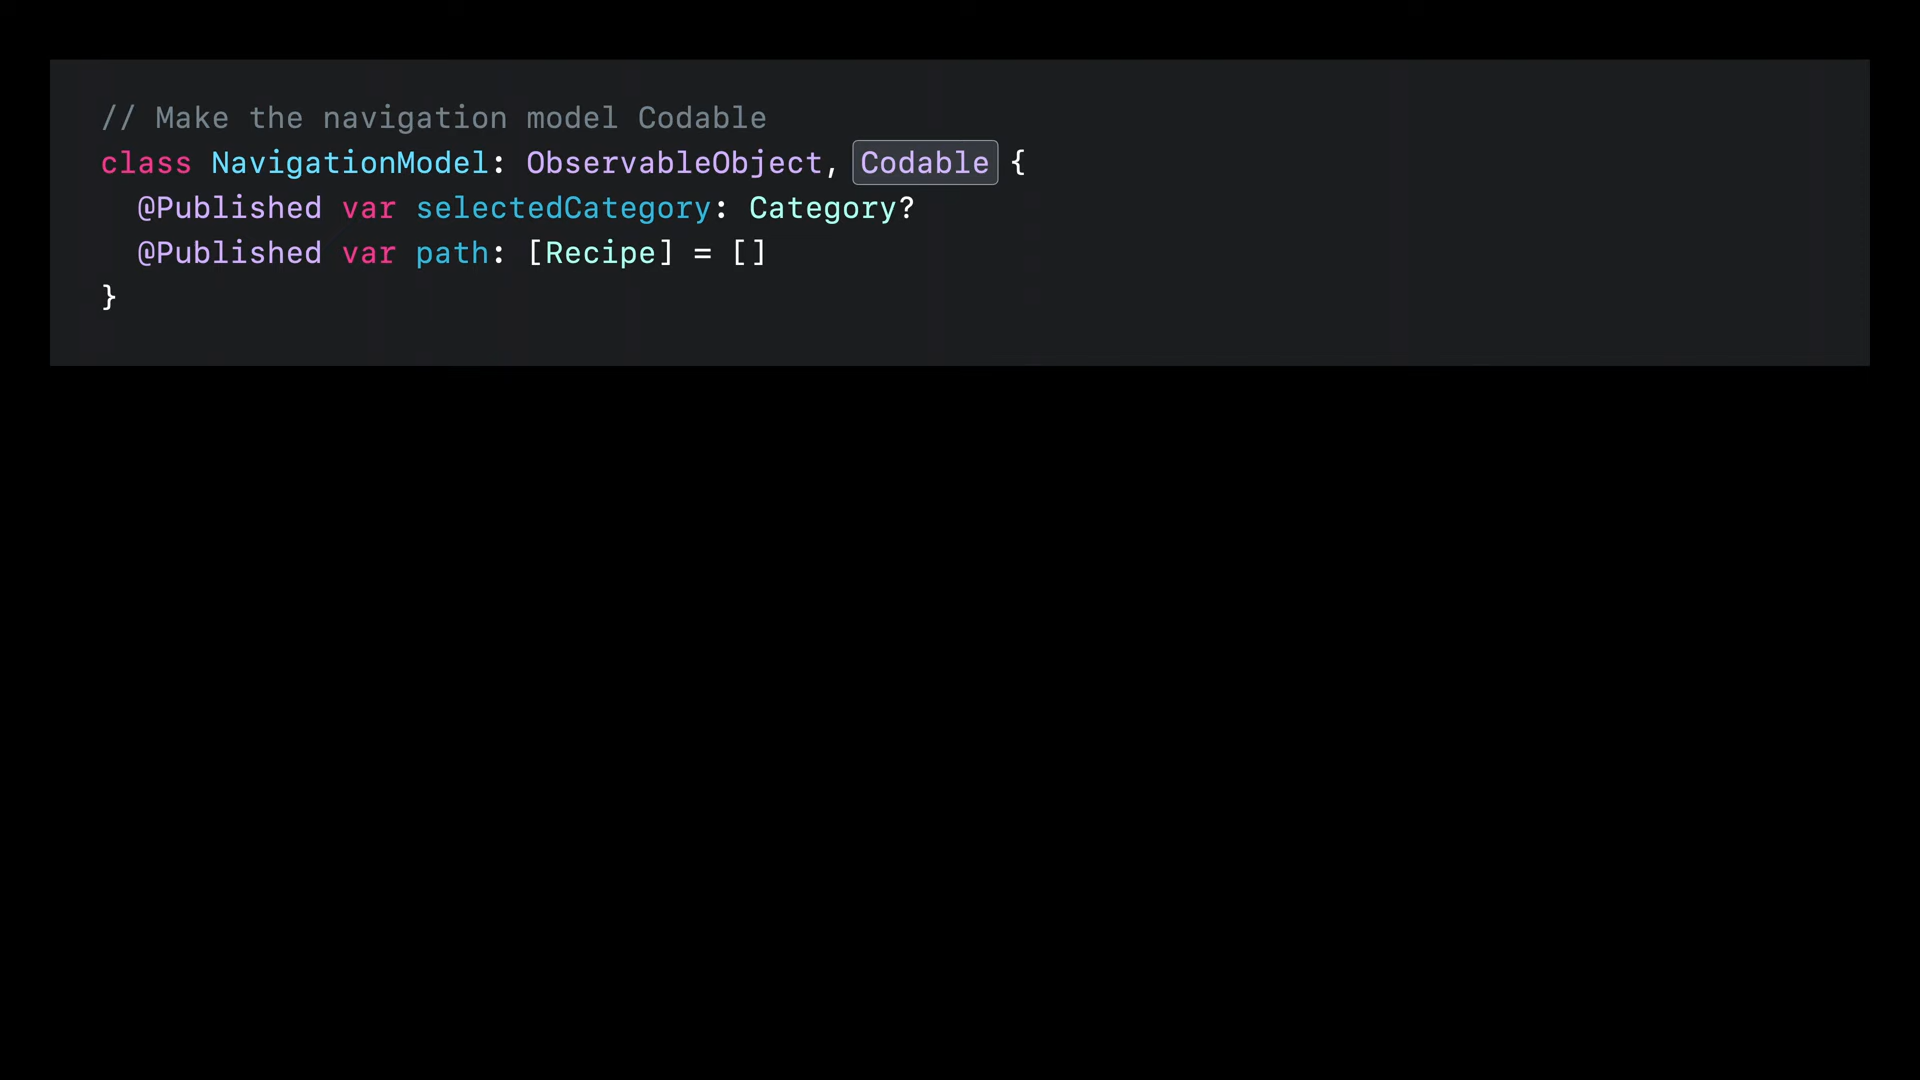 // Make the navigation model Codable
class NavigationModel: ObservableObject, Codable {
  @Published var selectedCategory: Category?
  @Published var path: [Recipe] = []
}